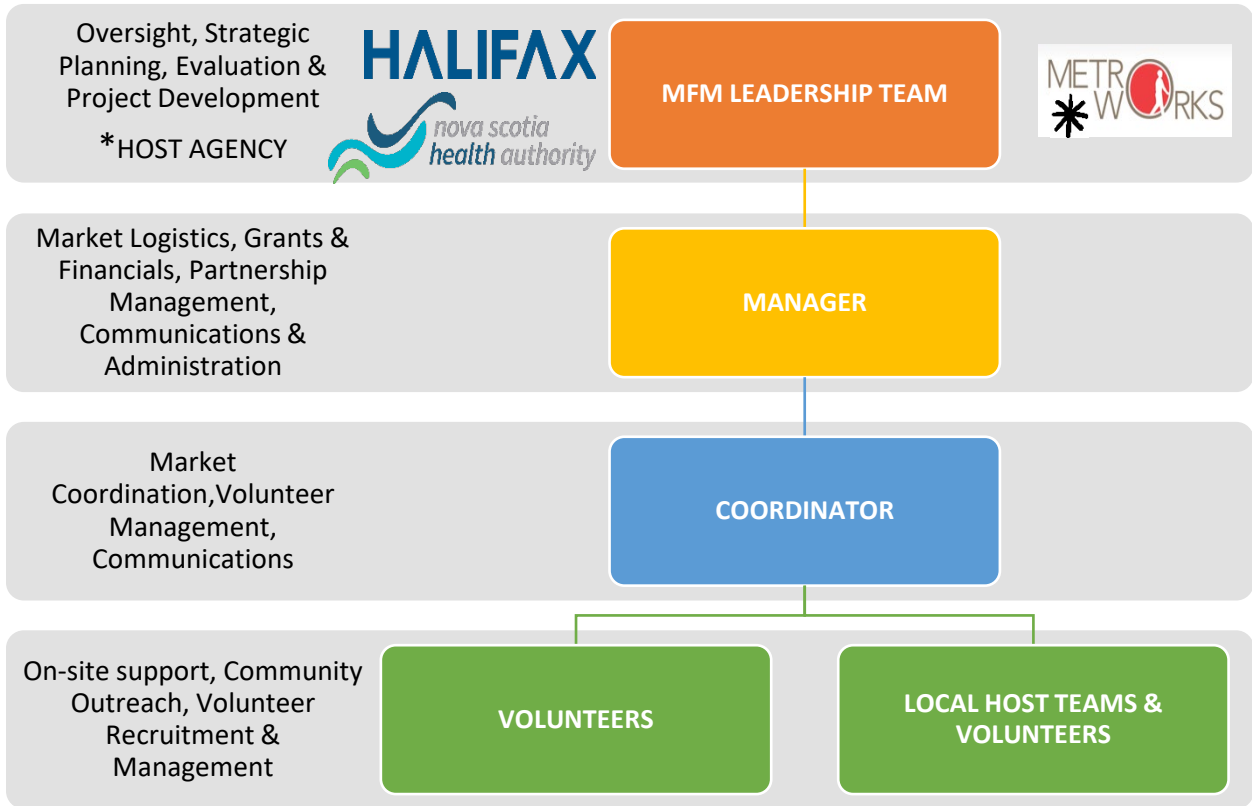 Oversight, Strategic
Planning, Evaluation &
Project Development
*HOST AGENCY
HALIFAX
nova scotia
health authority
MFM LEADERSHIP TEAM
METR
* W RKS
Market Logistics, Grants &
Financials, Partnership
Management,
Communications &
Administration
MANAGER
Market
Coordination,Volunteer
Management,
Communications
COORDINATOR
On-site support, Community
Outreach, Volunteer
Recruitment &
Management
VOLUNTEERS
LOCAL HOST TEAMS &
VOLUNTEERS